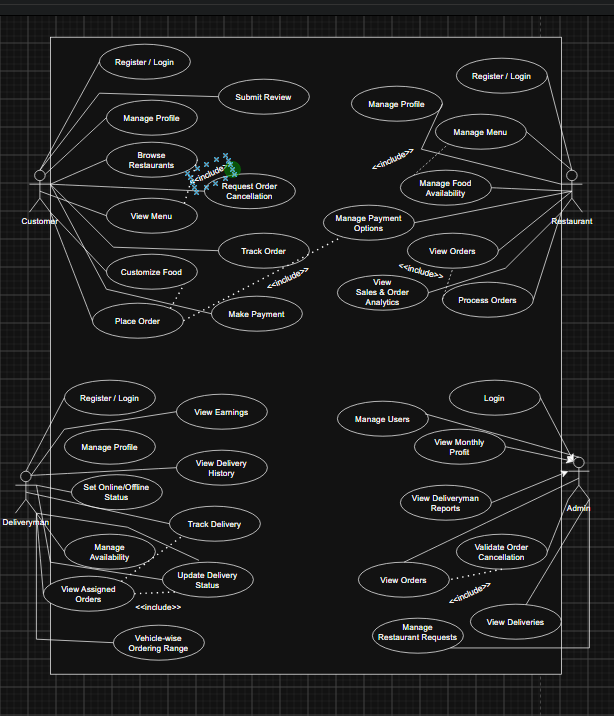 Register / Login
Submit Review
Manage Profile
Browse
Restaurants
<<include>>
Request Order
Cancellation
Customer
View Menu
Track Order
Customize Food
<<include>>
Place Order
Make Payment
Register / Login
Manage Profile
Manage Menu
<<include>>
Manage Food
Availability
Restaurant
Manage Payment
Options
View Orders
<<include>>
View
Sales & Order
Analytics
Process Orders
Register / Login
View Earnings
Manage Profile
View Delivery
History
Set Online/Offline
Status
Deliveryman
Track Delivery
Manage
Availability
Update Delivery
Status
View Assigned
Orders
<<include>>
Vehicle-wise
Ordering Range
Login
Manage Users
View Monthly
Profit
View Deliveryman
Reports
Admin
Validate Order
Cancellation
View Orders
<<include>>
Manage
Restaurant Requests
View Deliveries